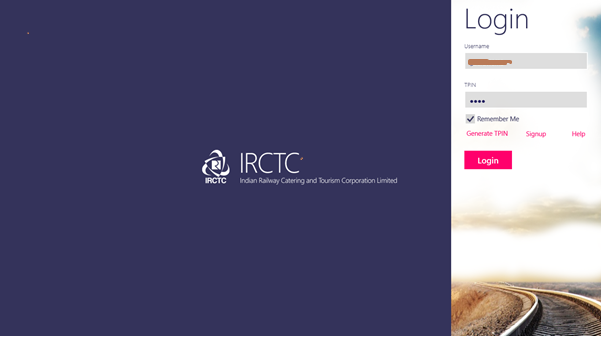 Login
Username
TPIN
••••
Remember Me
Generate TPIN Signup Help
Login
IRCTC
IRCTC
Indian Railway Catering and Tourism Corporation Limited